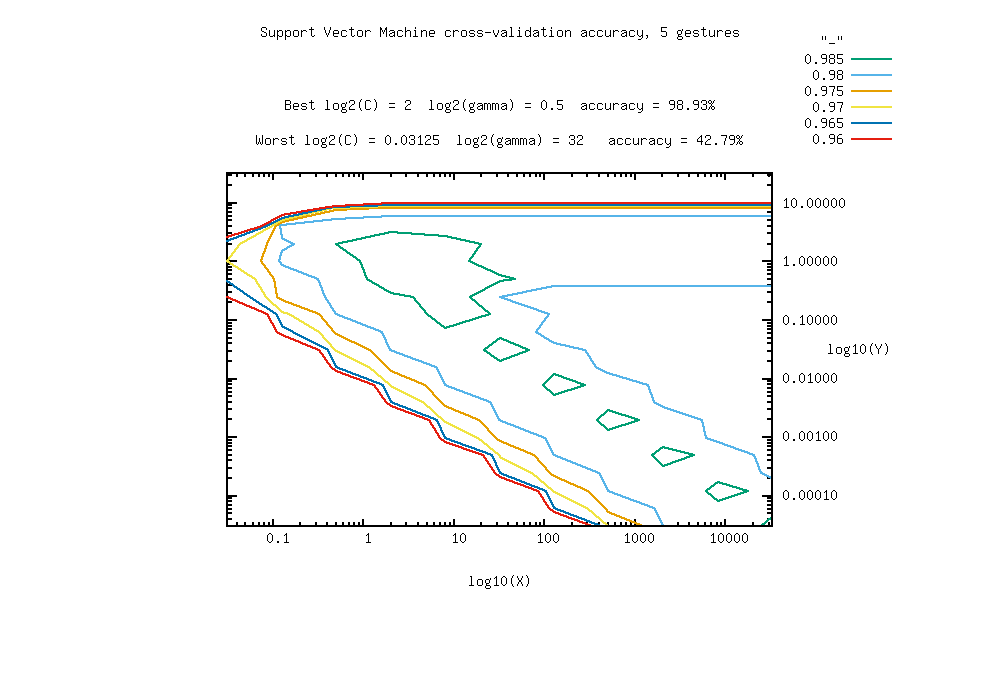 Support Vector Machine cross-validation accuracy, 5 gestures
"_"
0.985
0.98
0.975
0.97
0.965
0.96
Best log2(C) = 2 log2(gamma) = 0.5 accuracy = 98.93%
Worst log2(C) = 0.03125 log2(gamma) = 32 accuracy = 42.79%
10.00000
1.00000
0.10000
log10(Y)
0.01000
0.00100
0.00010
0.1 1 10 100 1000 10000
log10(X)